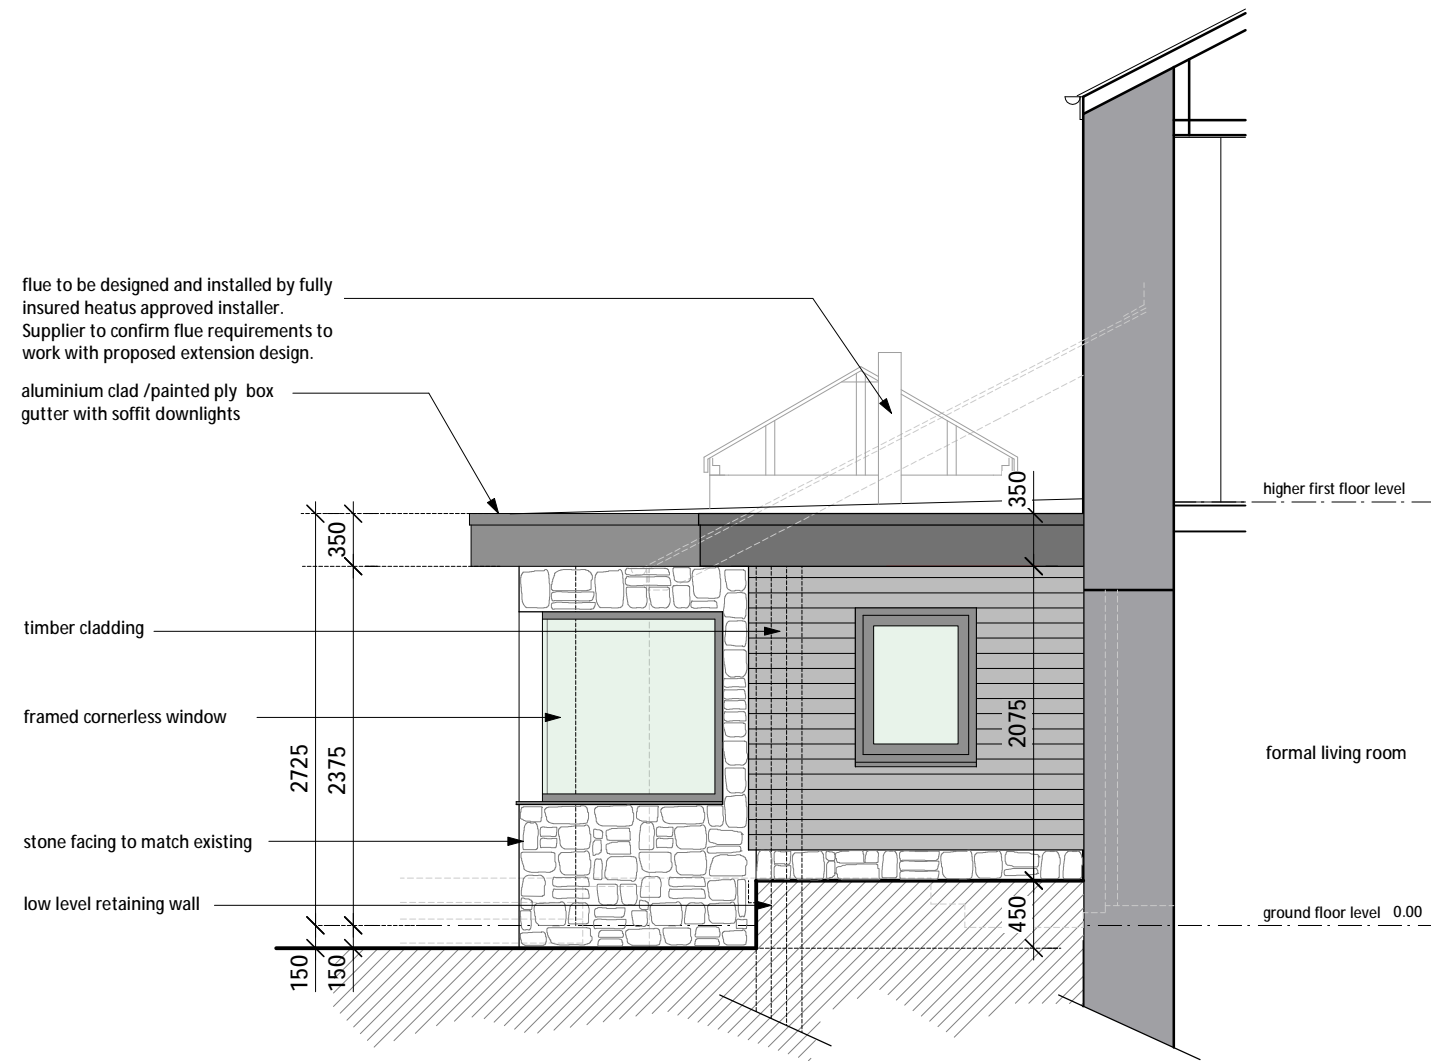 flue to be designed and installed by fully
insured heatus approved installer.
Supplier to confirm flue requirements to
work with proposed extension design.
aluminium clad /painted ply box
gutter with soffit downlights
350
higher first floor level
350
timber cladding
framed cornerless window
2725
2375
2075
formal living room
stone facing to match existing
low level retaining wall
450
ground floor level 0.00
150
150